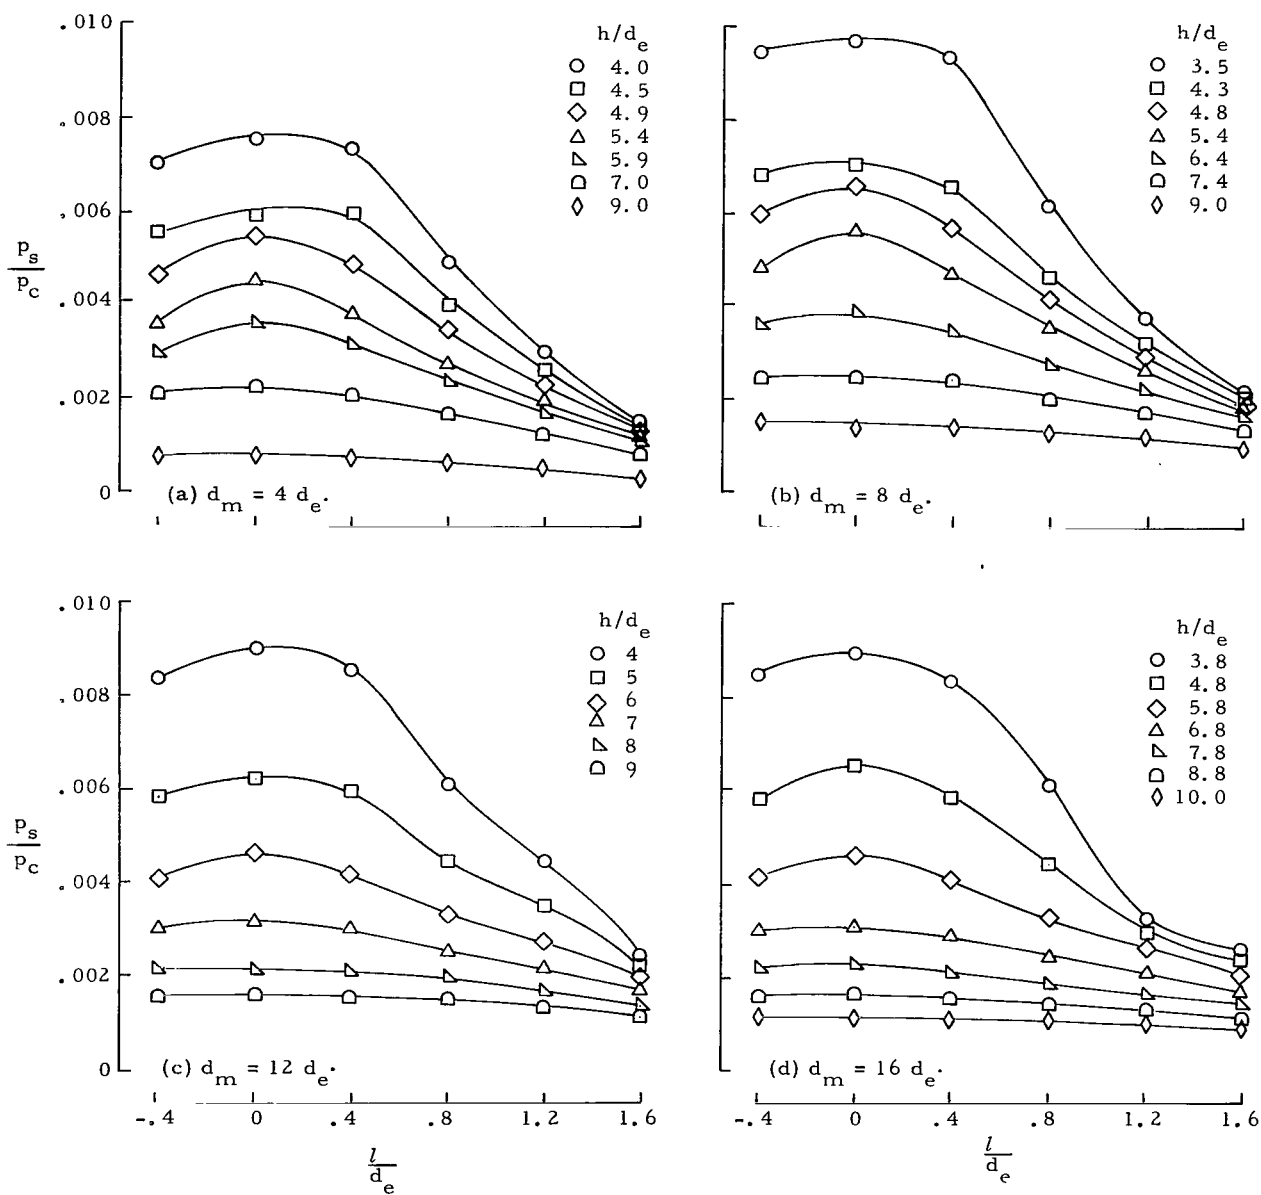 .010
.008
.006
.004
.002
0
p_s
p_c
h/d_e
4.0
4.5
4.9
5.4
5.9
7.0
9.0
(a) d_m = 4 d_e.
h/d_e
3.5
4.3
4.8
5.4
6.4
7.4
9.0
(b) d_m = 8 d_e.
.010
.008
.006
.004
.002
0
p_s
p_c
h/d_e
4
5
6
7
8
9
(c) d_m = 12 d_e.
-.4 0 .4 .8 1.2 1.6
l
d_e
h/d_e
3.8
4.8
5.8
6.8
7.8
8.8
10.0
(d) d_m = 16 d_e.
-.4 0 .4 .8 1.2 1.6
l
d_e